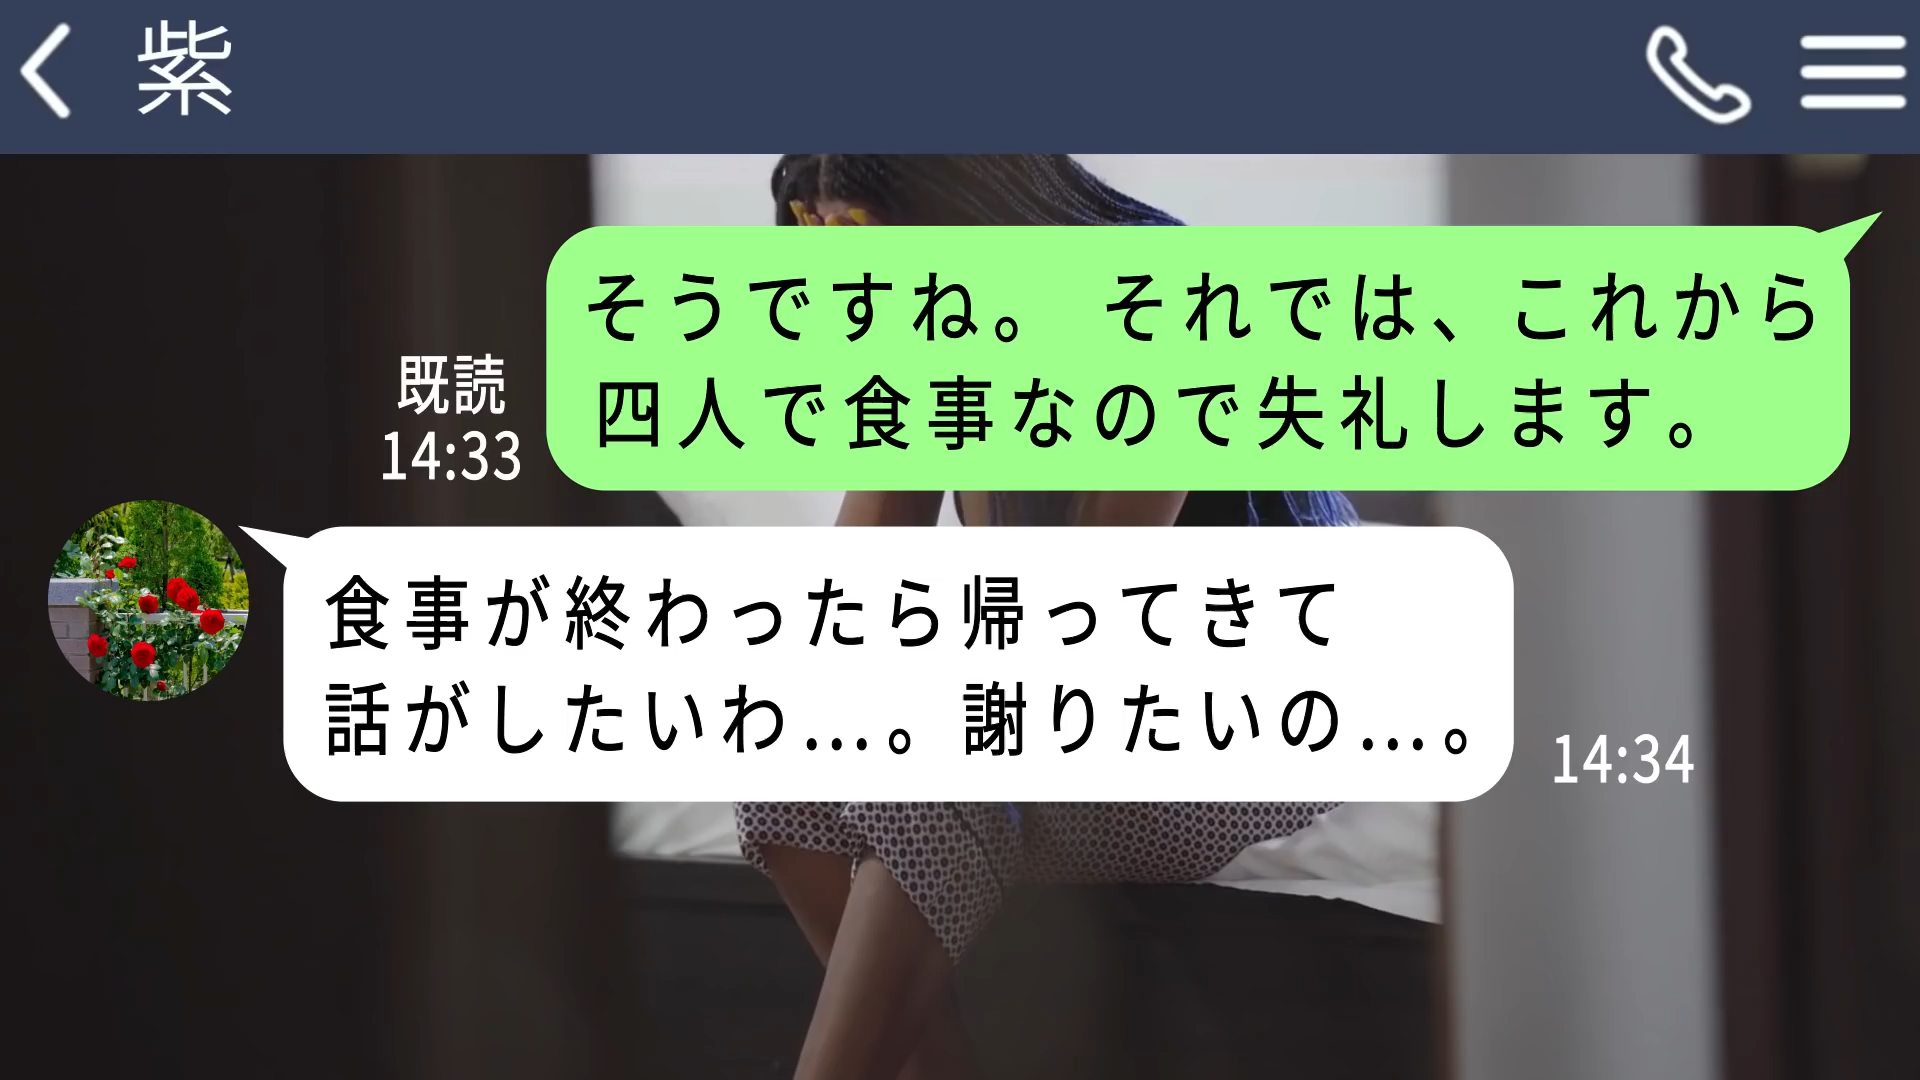 紫
そうですね。 それでは、これから
四人で食事なので失礼します。
既読
14:33
食事が終わったら帰ってきて
話がしたいわ…。謝りたいの…。
14:34